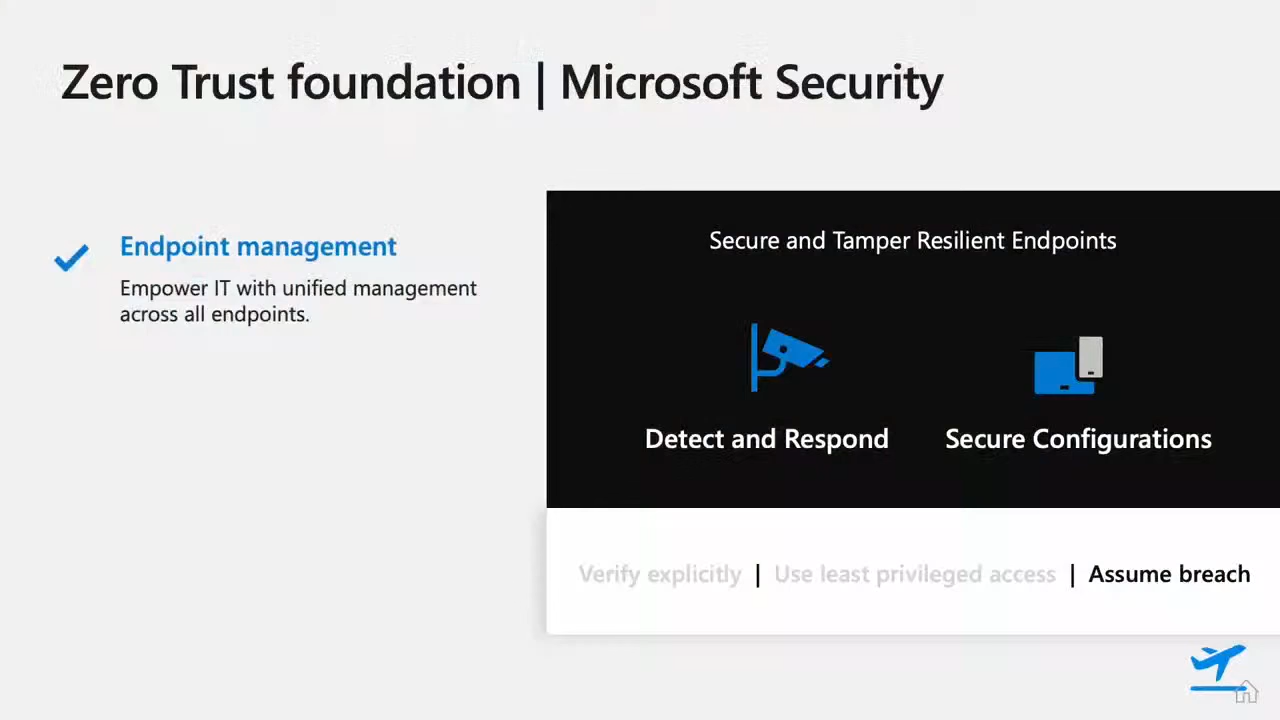 Zero Trust foundation | Microsoft Security
Endpoint management
Empower IT with unified management
across all endpoints.
Secure and Tamper Resilient Endpoints
Detect and Respond
Secure Configurations
Verify explicitly | Use least privileged access | Assume breach